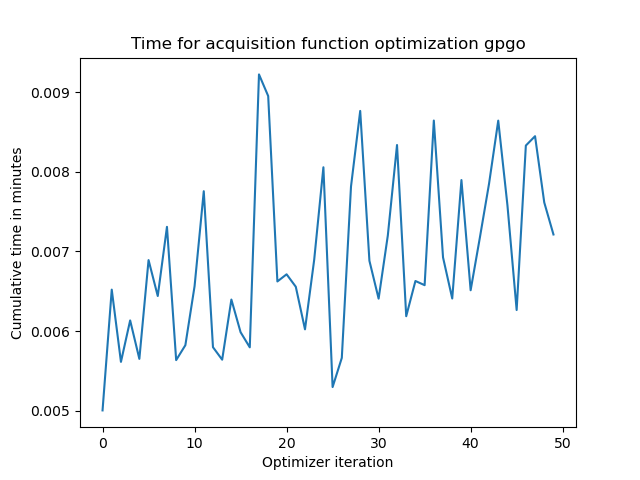 Time for acquisition function optimization gpgo
0.009
0.008
0.007
0.006
0.005
Cumulative time in minutes
0 10 20 30 40 50
Optimizer iteration